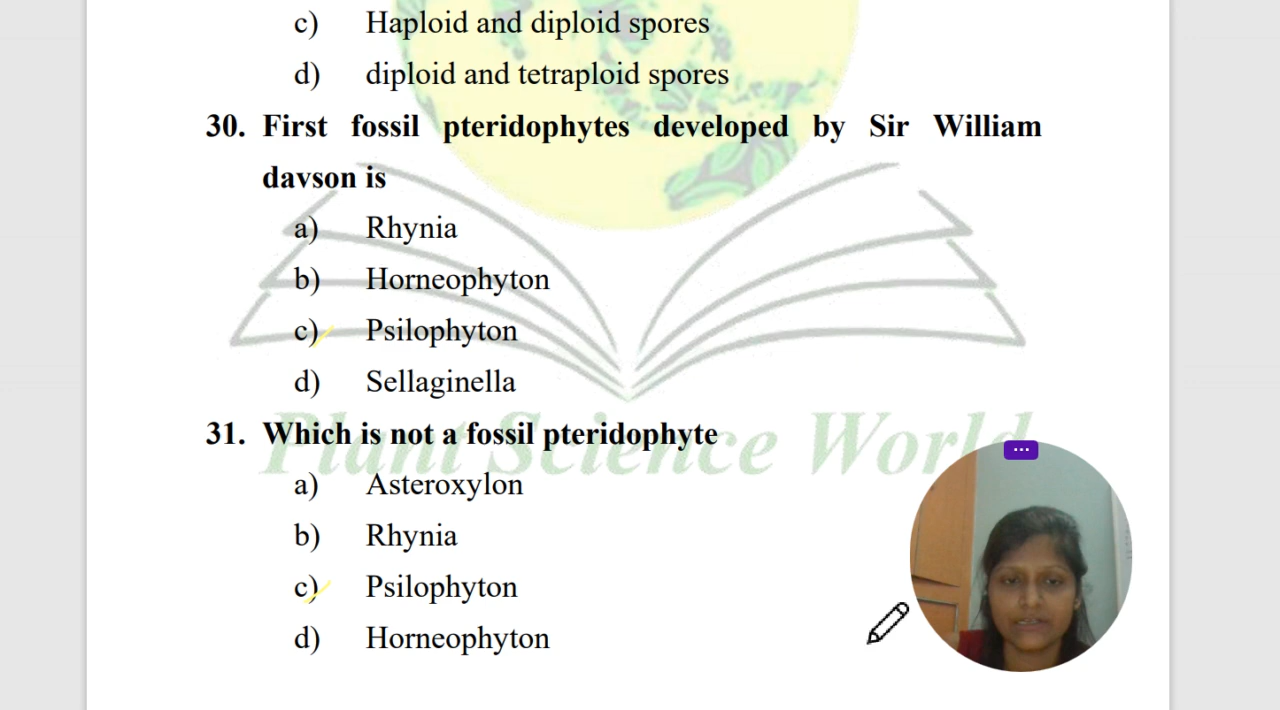 c) Haploid and diploid spores
d) diploid and tetraploid spores
30. First fossil pteridophytes developed by Sir William
davson is
a) Rhynia
b) Horneophyton
c) Psilophyton
d) Sellaginella
31. Which is not a fossil pteridophyte
Plant Science World
a) Asteroxylon
b) Rhynia
c) Psilophyton
d) Horneophyton